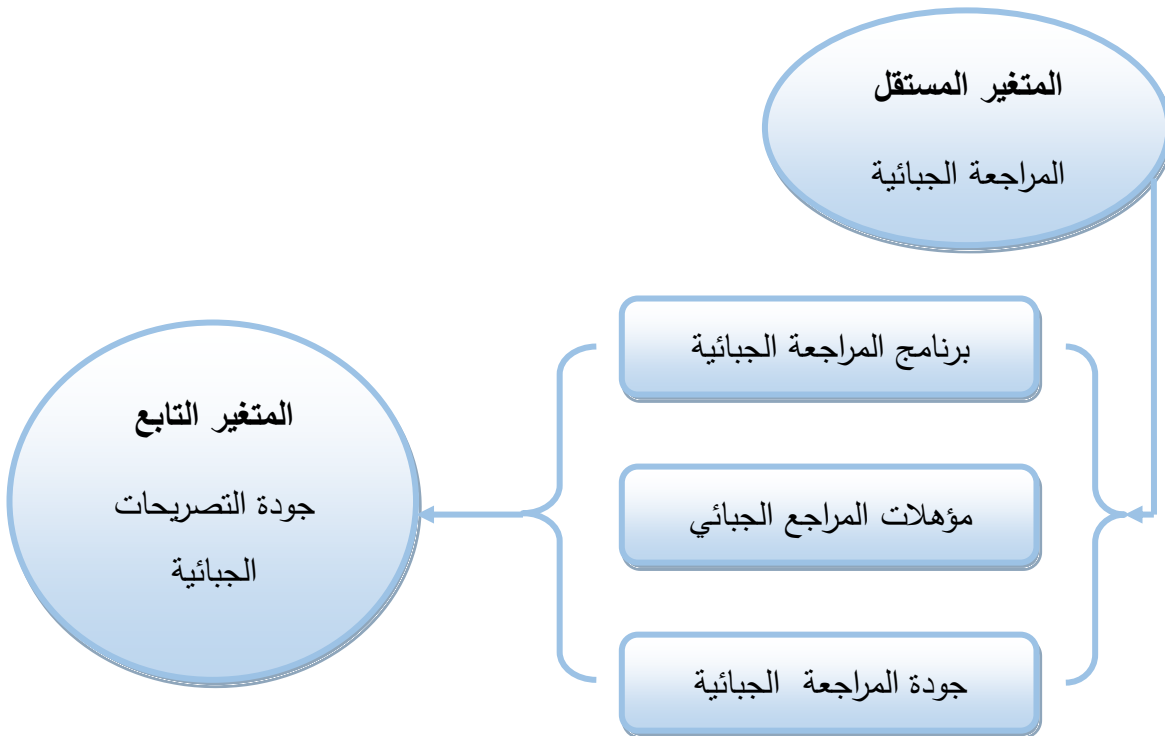 المتغير المستقل
المراجعة الجبائية
برنامج المراجعة الجبائية
مؤهلات المراجع الجبائي
جودة المراجعة الجبائية
المتغير التابع
جودة التصريحات
الجبائية